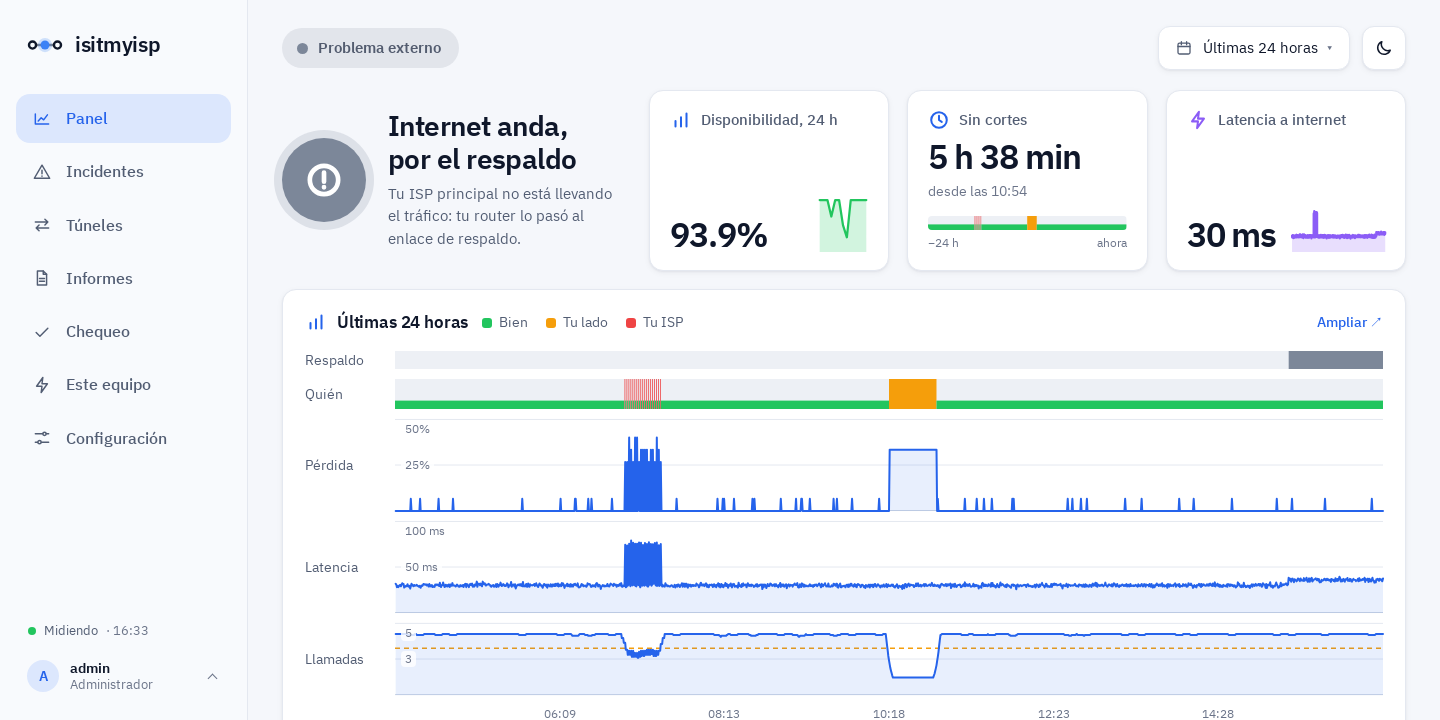 isitmyisp
Panel
Incidentes
Túneles
Informes
Chequeo
Este equipo
Configuración
Midiendo · 16:33
A
admin
Administrador
Problema externo
Últimas 24 horas
Internet anda,
por el respaldo
Tu ISP principal no está llevando
el tráfico: tu router lo pasó al
enlace de respaldo.
Disponibilidad, 24 h
93.9%
Sin cortes
5 h 38 min
desde las 10:54
−24 h ahora
Latencia a internet
30 ms
Últimas 24 horas Bien Tu lado Tu ISP
Ampliar ↗
Respaldo
Quién
Pérdida
50%
25%
Latencia
100 ms
50 ms
Llamadas
5
3
06:09 08:13 10:18 12:23 14:28